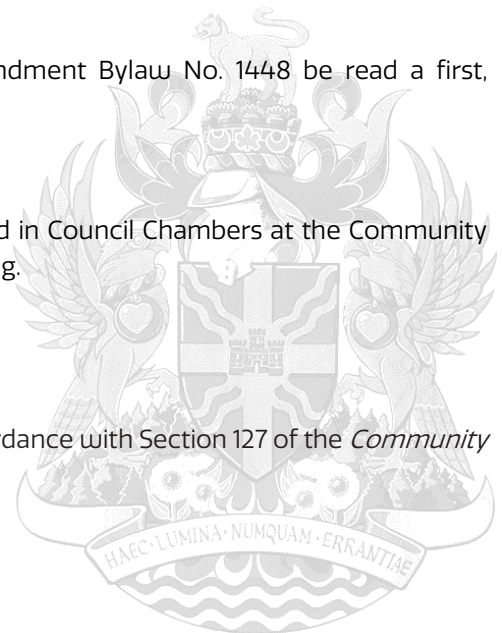 ndment Bylaw No. 1448 be read a first,
d in Council Chambers at the Community
g.
rdance with Section 127 of the Community
HAEC·LUMINA·NUMQUAM·ERRANTIAE